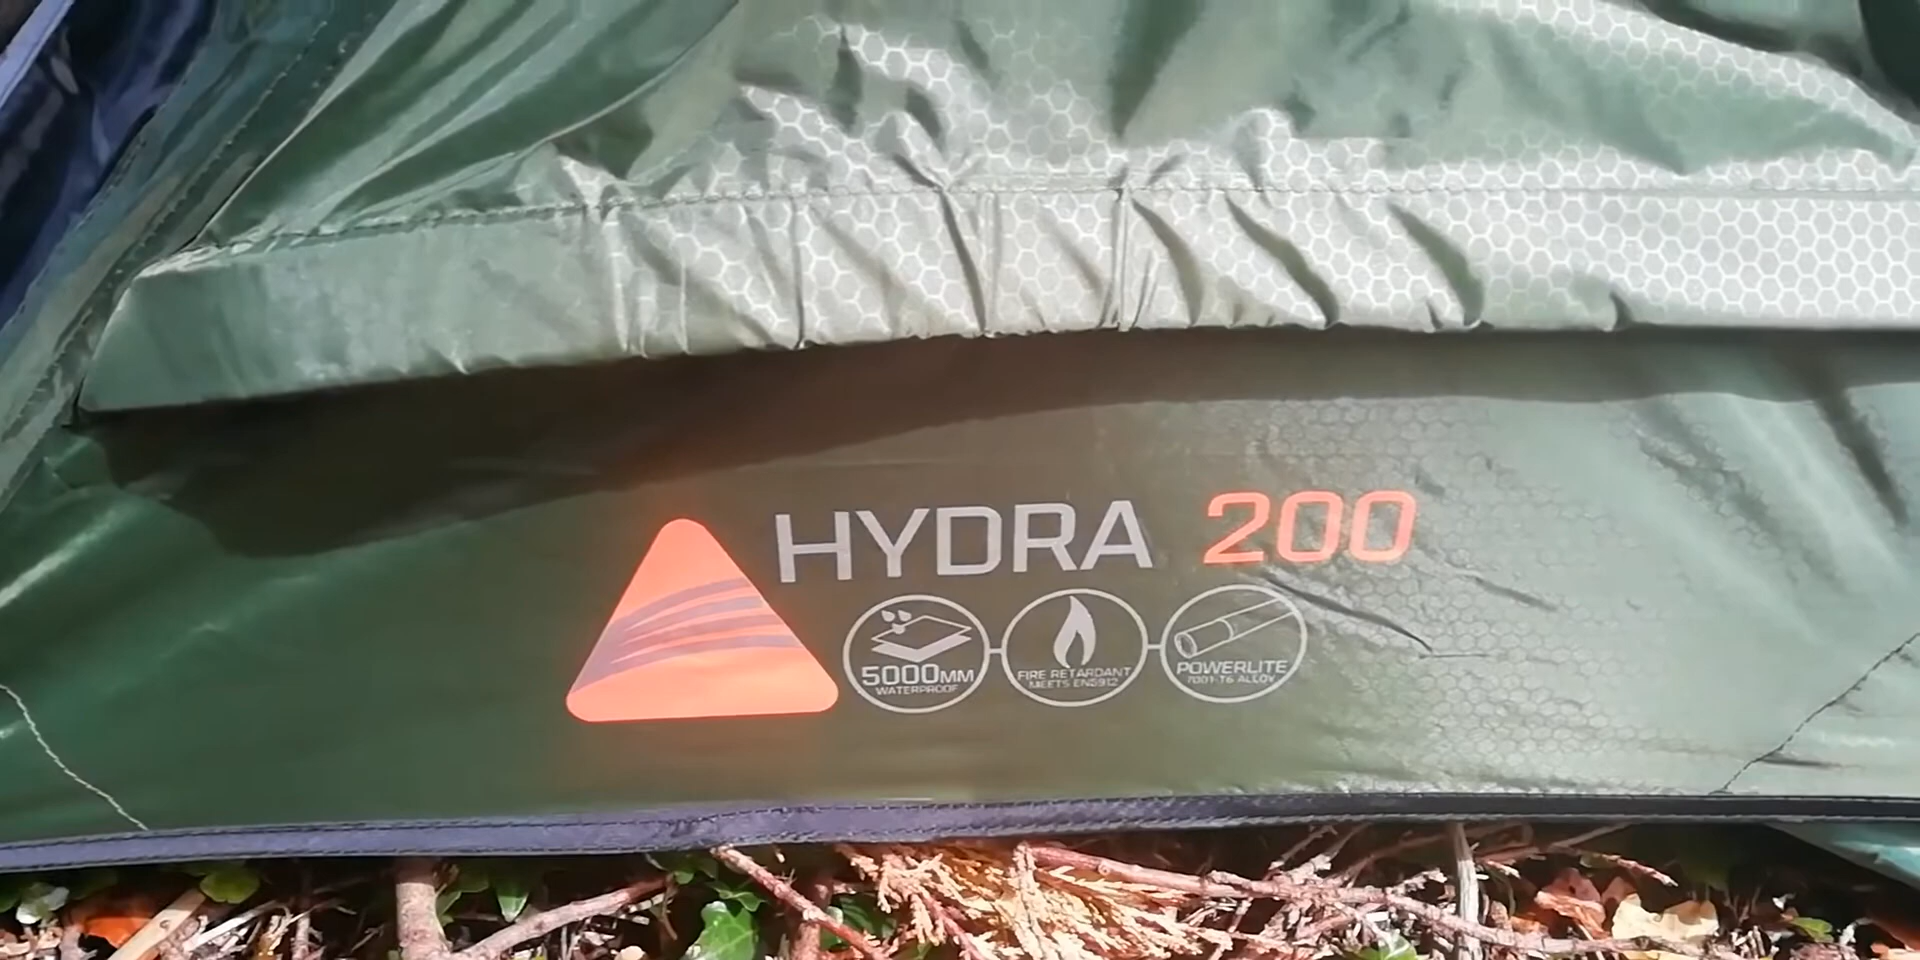 HYDRA 200
5000MM
WATERPROOF
FIRE RETARDANT
MEETS EN5912
POWERLITE
7001-T6 ALLOY